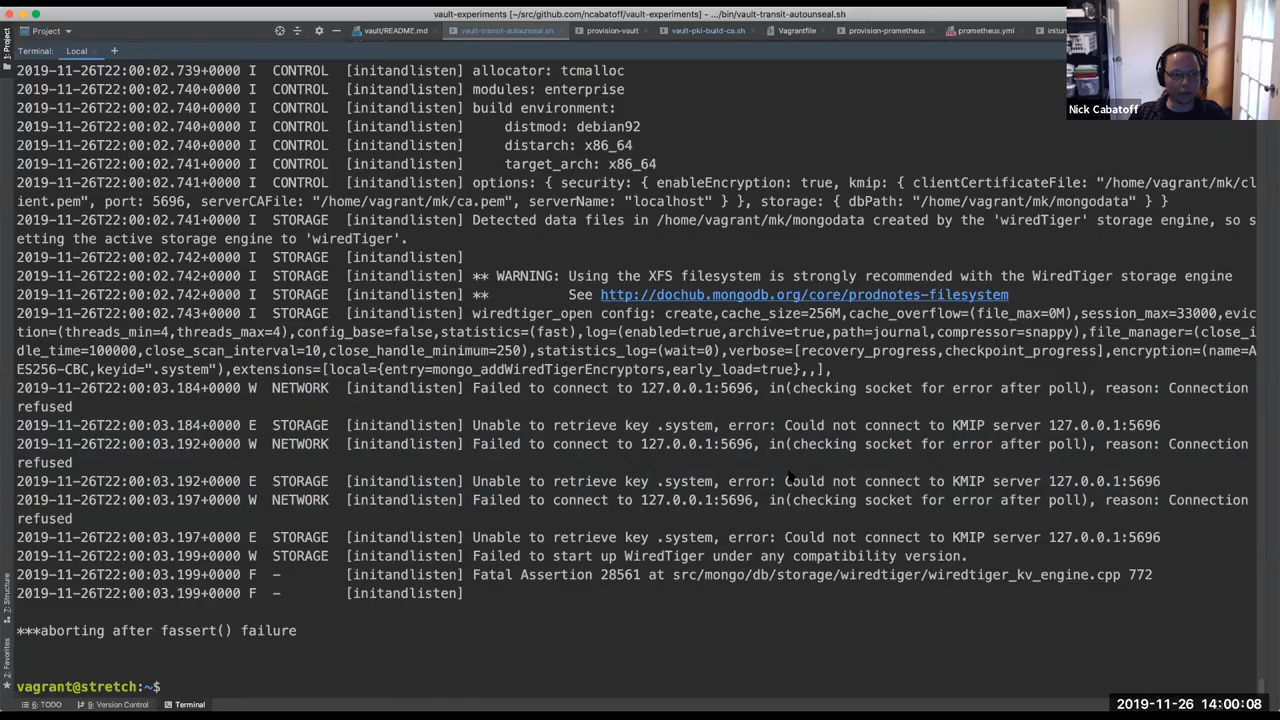 vault-experiments [~/src/github.com/ncabatoff/vault-experiments] - .../bin/vault-transit-autounseal.sh
Project
vault/README.md
vault-transit-autounseal.sh
provision-vault
vault-pki-build-ca.sh
Vagrantfile
provision-prometheus
prometheus.yml
Terminal: Local +
1: Project
Nick Cabatoff
2019-11-26T22:00:02.739+0000 I  CONTROL  [initandlisten] allocator: tcmalloc
2019-11-26T22:00:02.740+0000 I  CONTROL  [initandlisten] modules: enterprise
2019-11-26T22:00:02.740+0000 I  CONTROL  [initandlisten] build environment:
2019-11-26T22:00:02.740+0000 I  CONTROL  [initandlisten]     distmod: debian92
2019-11-26T22:00:02.740+0000 I  CONTROL  [initandlisten]     distarch: x86_64
2019-11-26T22:00:02.741+0000 I  CONTROL  [initandlisten]     target_arch: x86_64
2019-11-26T22:00:02.741+0000 I  CONTROL  [initandlisten] options: { security: { enableEncryption: true, kmip: { clientCertificateFile: "/home/vagrant/mk/cl
ient.pem", port: 5696, serverCAFile: "/home/vagrant/mk/ca.pem", serverName: "localhost" } }, storage: { dbPath: "/home/vagrant/mk/mongodata" } }
2019-11-26T22:00:02.741+0000 I  STORAGE  [initandlisten] Detected data files in /home/vagrant/mk/mongodata created by the 'wiredTiger' storage engine, so s
etting the active storage engine to 'wiredTiger'.
2019-11-26T22:00:02.742+0000 I  STORAGE  [initandlisten]
2019-11-26T22:00:02.742+0000 I  STORAGE  [initandlisten] ** WARNING: Using the XFS filesystem is strongly recommended with the WiredTiger storage engine
2019-11-26T22:00:02.742+0000 I  STORAGE  [initandlisten] **          See http://dochub.mongodb.org/core/prodnotes-filesystem
2019-11-26T22:00:02.743+0000 I  STORAGE  [initandlisten] wiredtiger_open config: create,cache_size=256M,cache_overflow=(file_max=0M),session_max=33000,evic
tion=(threads_min=4,threads_max=4),config_base=false,statistics=(fast),log=(enabled=true,archive=true,path=journal,compressor=snappy),file_manager=(close_i
dle_time=100000,close_scan_interval=10,close_handle_minimum=250),statistics_log=(wait=0),verbose=[recovery_progress,checkpoint_progress],encryption=(name=A
ES256-CBC,keyid=".system"),extensions=[local={entry=mongo_addWiredTigerEncryptors,early_load=true},,],
2019-11-26T22:00:03.184+0000 W  NETWORK  [initandlisten] Failed to connect to 127.0.0.1:5696, in(checking socket for error after poll), reason: Connection
refused
2019-11-26T22:00:03.184+0000 E  STORAGE  [initandlisten] Unable to retrieve key .system, error: Could not connect to KMIP server 127.0.0.1:5696
2019-11-26T22:00:03.192+0000 W  NETWORK  [initandlisten] Failed to connect to 127.0.0.1:5696, in(checking socket for error after poll), reason: Connection
refused
2019-11-26T22:00:03.192+0000 E  STORAGE  [initandlisten] Unable to retrieve key .system, error: Could not connect to KMIP server 127.0.0.1:5696
2019-11-26T22:00:03.197+0000 W  NETWORK  [initandlisten] Failed to connect to 127.0.0.1:5696, in(checking socket for error after poll), reason: Connection
refused
2019-11-26T22:00:03.197+0000 E  STORAGE  [initandlisten] Unable to retrieve key .system, error: Could not connect to KMIP server 127.0.0.1:5696
2019-11-26T22:00:03.199+0000 W  STORAGE  [initandlisten] Failed to start up WiredTiger under any compatibility version.
2019-11-26T22:00:03.199+0000 F  -        [initandlisten] Fatal Assertion 28561 at src/mongo/db/storage/wiredtiger/wiredtiger_kv_engine.cpp 772
2019-11-26T22:00:03.199+0000 F  -        [initandlisten]
***aborting after fassert() failure
vagrant@stretch:~$
7: Structure
2: Favorites
6: TODO
9: Version Control
Terminal
2019-11-26 14:00:08